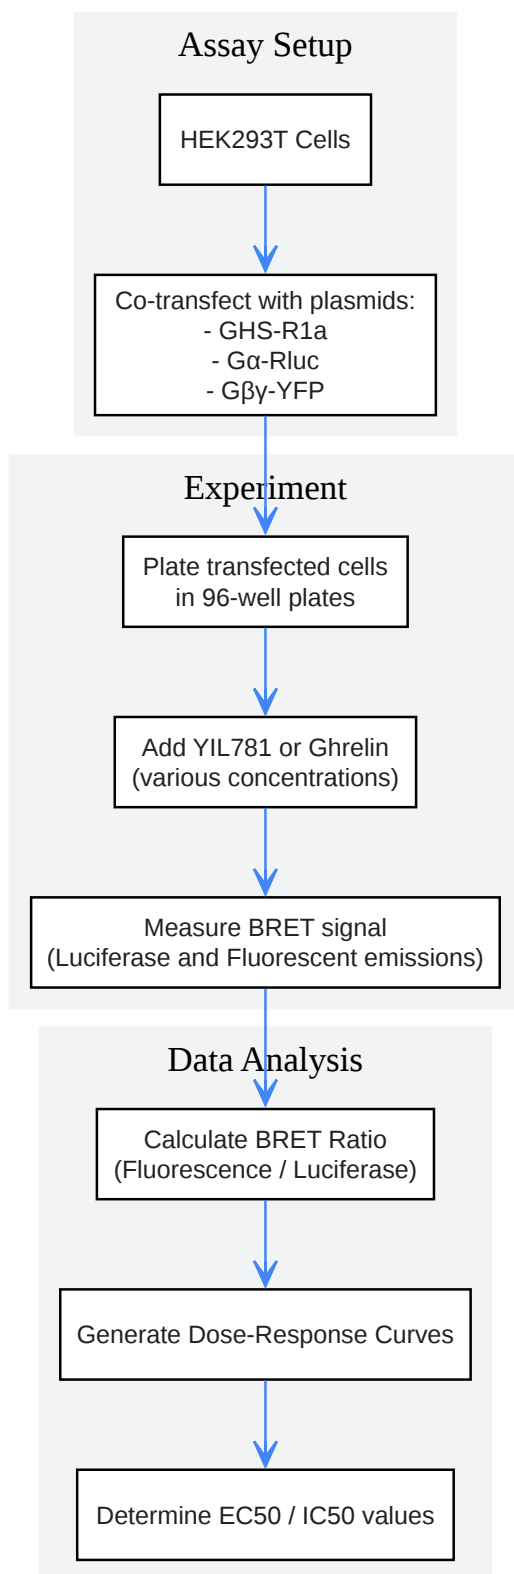 Assay Setup
HEK293T Cells
Co-transfect with plasmids:
- GHS-R1a
- Gα-Rluc
- Gβγ-YFP
Experiment
Plate transfected cells
in 96-well plates
Add YIL781 or Ghrelin
(various concentrations)
Measure BRET signal
(Luciferase and Fluorescent emissions)
Data Analysis
Calculate BRET Ratio
(Fluorescence / Luciferase)
Generate Dose-Response Curves
Determine EC50 / IC50 values